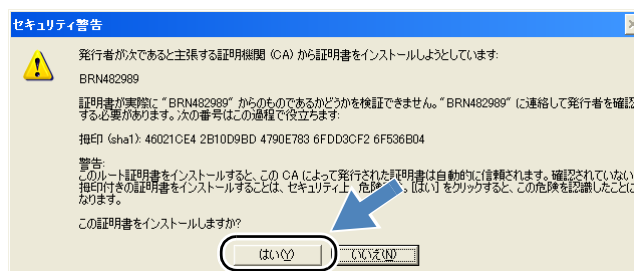 セキュリティ警告
発行者が次であると主張する証明機関 (CA) から証明書をインストールしようとしています:
BRN482989
証明書が実際に "BRN482989" からのものであるかどうかを検証できません。"BRN482989" に連絡して発行者を確認
する必要があります。次の番号はこの過程で役立ちます:
拇印 (sha1): 46021CE4 2B10D9BD 4790E783 6FDD3CF2 6F536B04
警告:
このルート証明書をインストールすると、この CA によって発行された証明書は自動的に信頼されます。確認されていない
拇印付きの証明書をインストールすることは、セキュリティ上、危険 。[はい] をクリックすると、この危険を認識したことに
なります。
この証明書をインストールしますか?
はい(Y) いいえ(N)